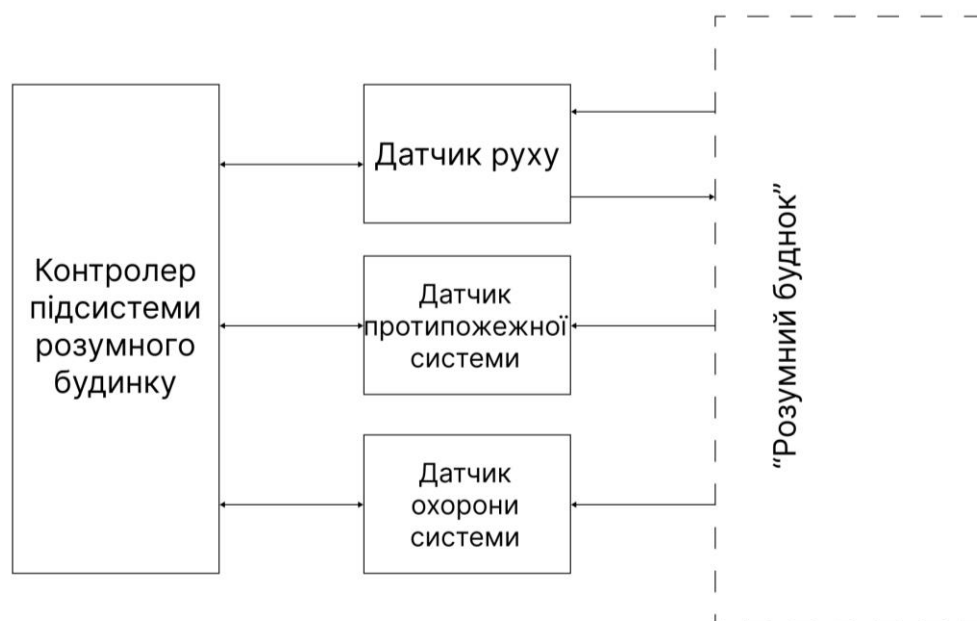 Контролер
підсистеми
розумного
будинку
Датчик руху
Датчик
протипожежної
системи
Датчик
охорони
системи
“Розумний буднок”